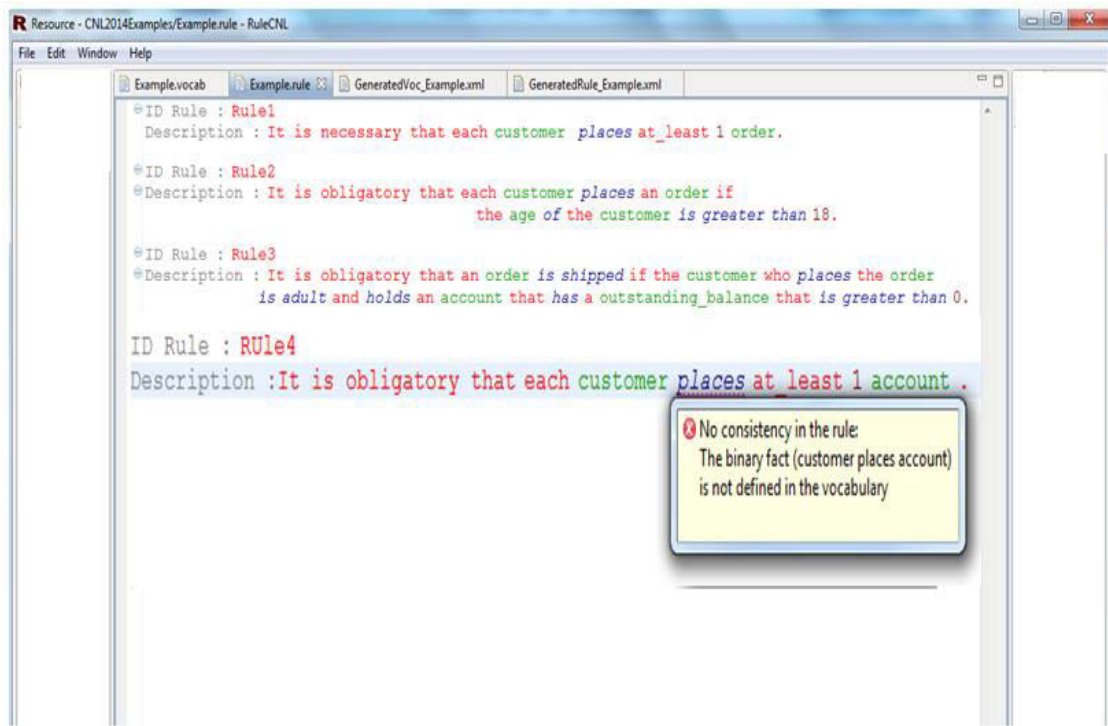 R Resource - CNL2014Examples/Example.rule - RuleCNL
File Edit Window Help
Example.vocab Example.rule GeneratedVoc_Example.xml GeneratedRule_Example.xml
ID Rule : Rule1
Description : It is necessary that each customer places at_least 1 order.
ID Rule : Rule2
Description : It is obligatory that each customer places an order if
the age of the customer is greater than 18.
ID Rule : Rule3
Description : It is obligatory that an order is shipped if the customer who places the order
is adult and holds an account that has a outstanding_balance that is greater than 0.
ID Rule : RUle4
Description :It is obligatory that each customer places at_least 1 account .
No consistency in the rule:
The binary fact (customer places account)
is not defined in the vocabulary